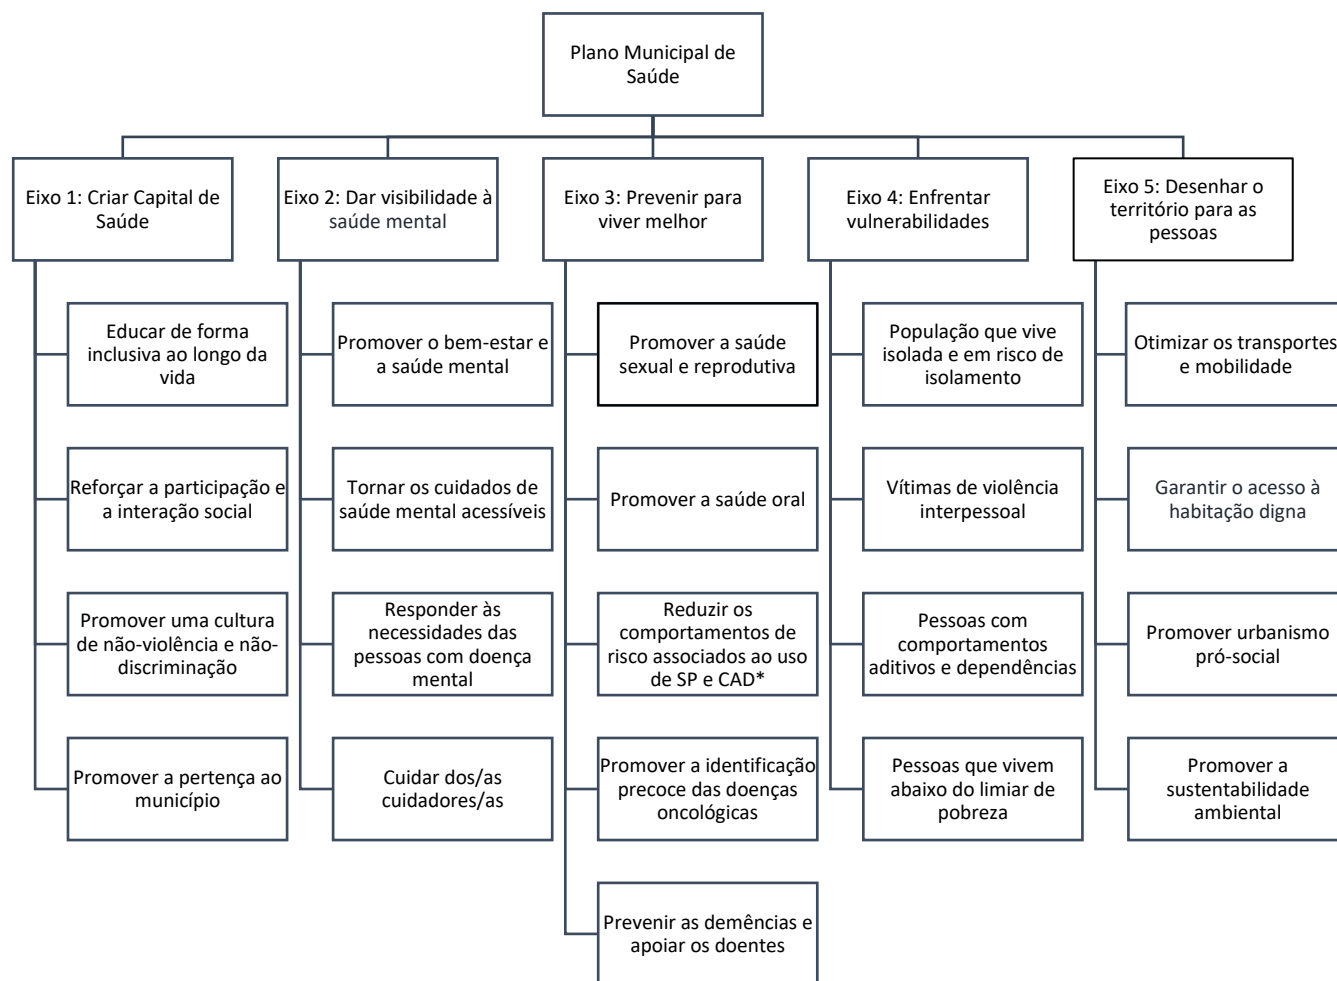 Plano Municipal de
Saúde
Eixo 1: Criar Capital de
Saúde
Educar de forma
inclusiva ao longo da
vida
Reforçar a participação e
a interação social
Promover uma cultura
de não-violência e não-
discriminação
Promover a pertença ao
município
Eixo 2: Dar visibilidade à
saúde mental
Promover o bem-estar e
a saúde mental
Tornar os cuidados de
saúde mental acessíveis
Responder às
necessidades das
pessoas com doença
mental
Cuidar dos/as
cuidadores/as
Eixo 3: Prevenir para
viver melhor
Promover a saúde
sexual e reprodutiva
Promover a saúde oral
Reduzir os
comportamentos de
risco associados ao uso
de SP e CAD*
Promover a identificação
precoce das doenças
oncológicas
Prevenir as demências e
apoiar os doentes
Eixo 4: Enfrentar
vulnerabilidades
População que vive
isolada e em risco de
isolamento
Vítimas de violência
interpessoal
Pessoas com
comportamentos
aditivos e dependências
Pessoas que vivem
abaixo do limiar de
pobreza
Eixo 5: Desenhar o
território para as
pessoas
Otimizar os transportes
e mobilidade
Garantir o acesso à
habitação digna
Promover urbanismo
pró-social
Promover a
sustentabilidade
ambiental